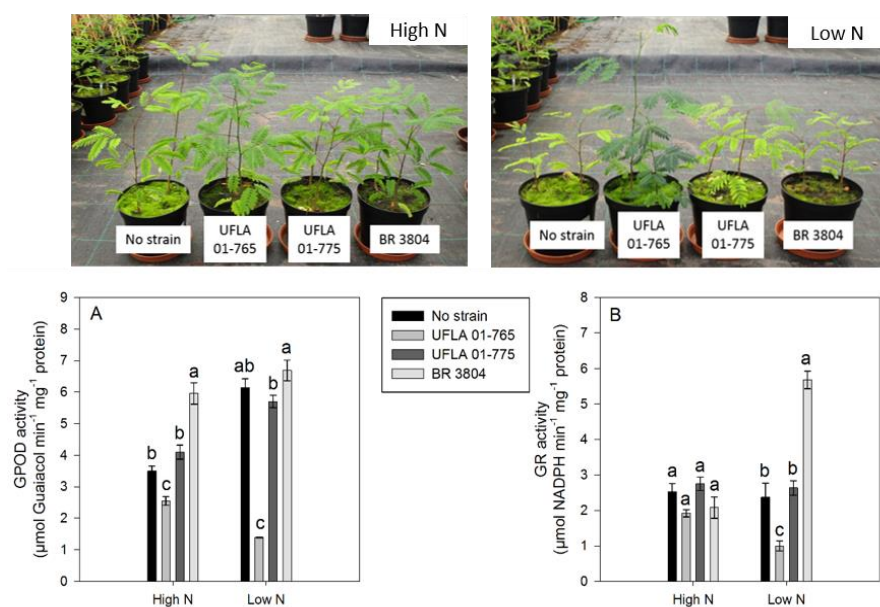 High N
Low N
No strain
UFLA
01-765
UFLA
01-775
BR 3804
No strain
UFLA
01-765
UFLA
01-775
BR 3804
A
GPOD activity
(µmol Guaiacol min⁻¹ mg⁻¹ protein)
9
8
7
6
5
4
3
2
1
0
b
c
b
a
ab
c
b
a
High N
Low N
No strain
UFLA 01-765
UFLA 01-775
BR 3804
B
GR activity
(µmol NADPH min⁻¹ mg⁻¹ protein)
8
7
6
5
4
3
2
1
0
a
a
a
a
b
c
b
a
High N
Low N